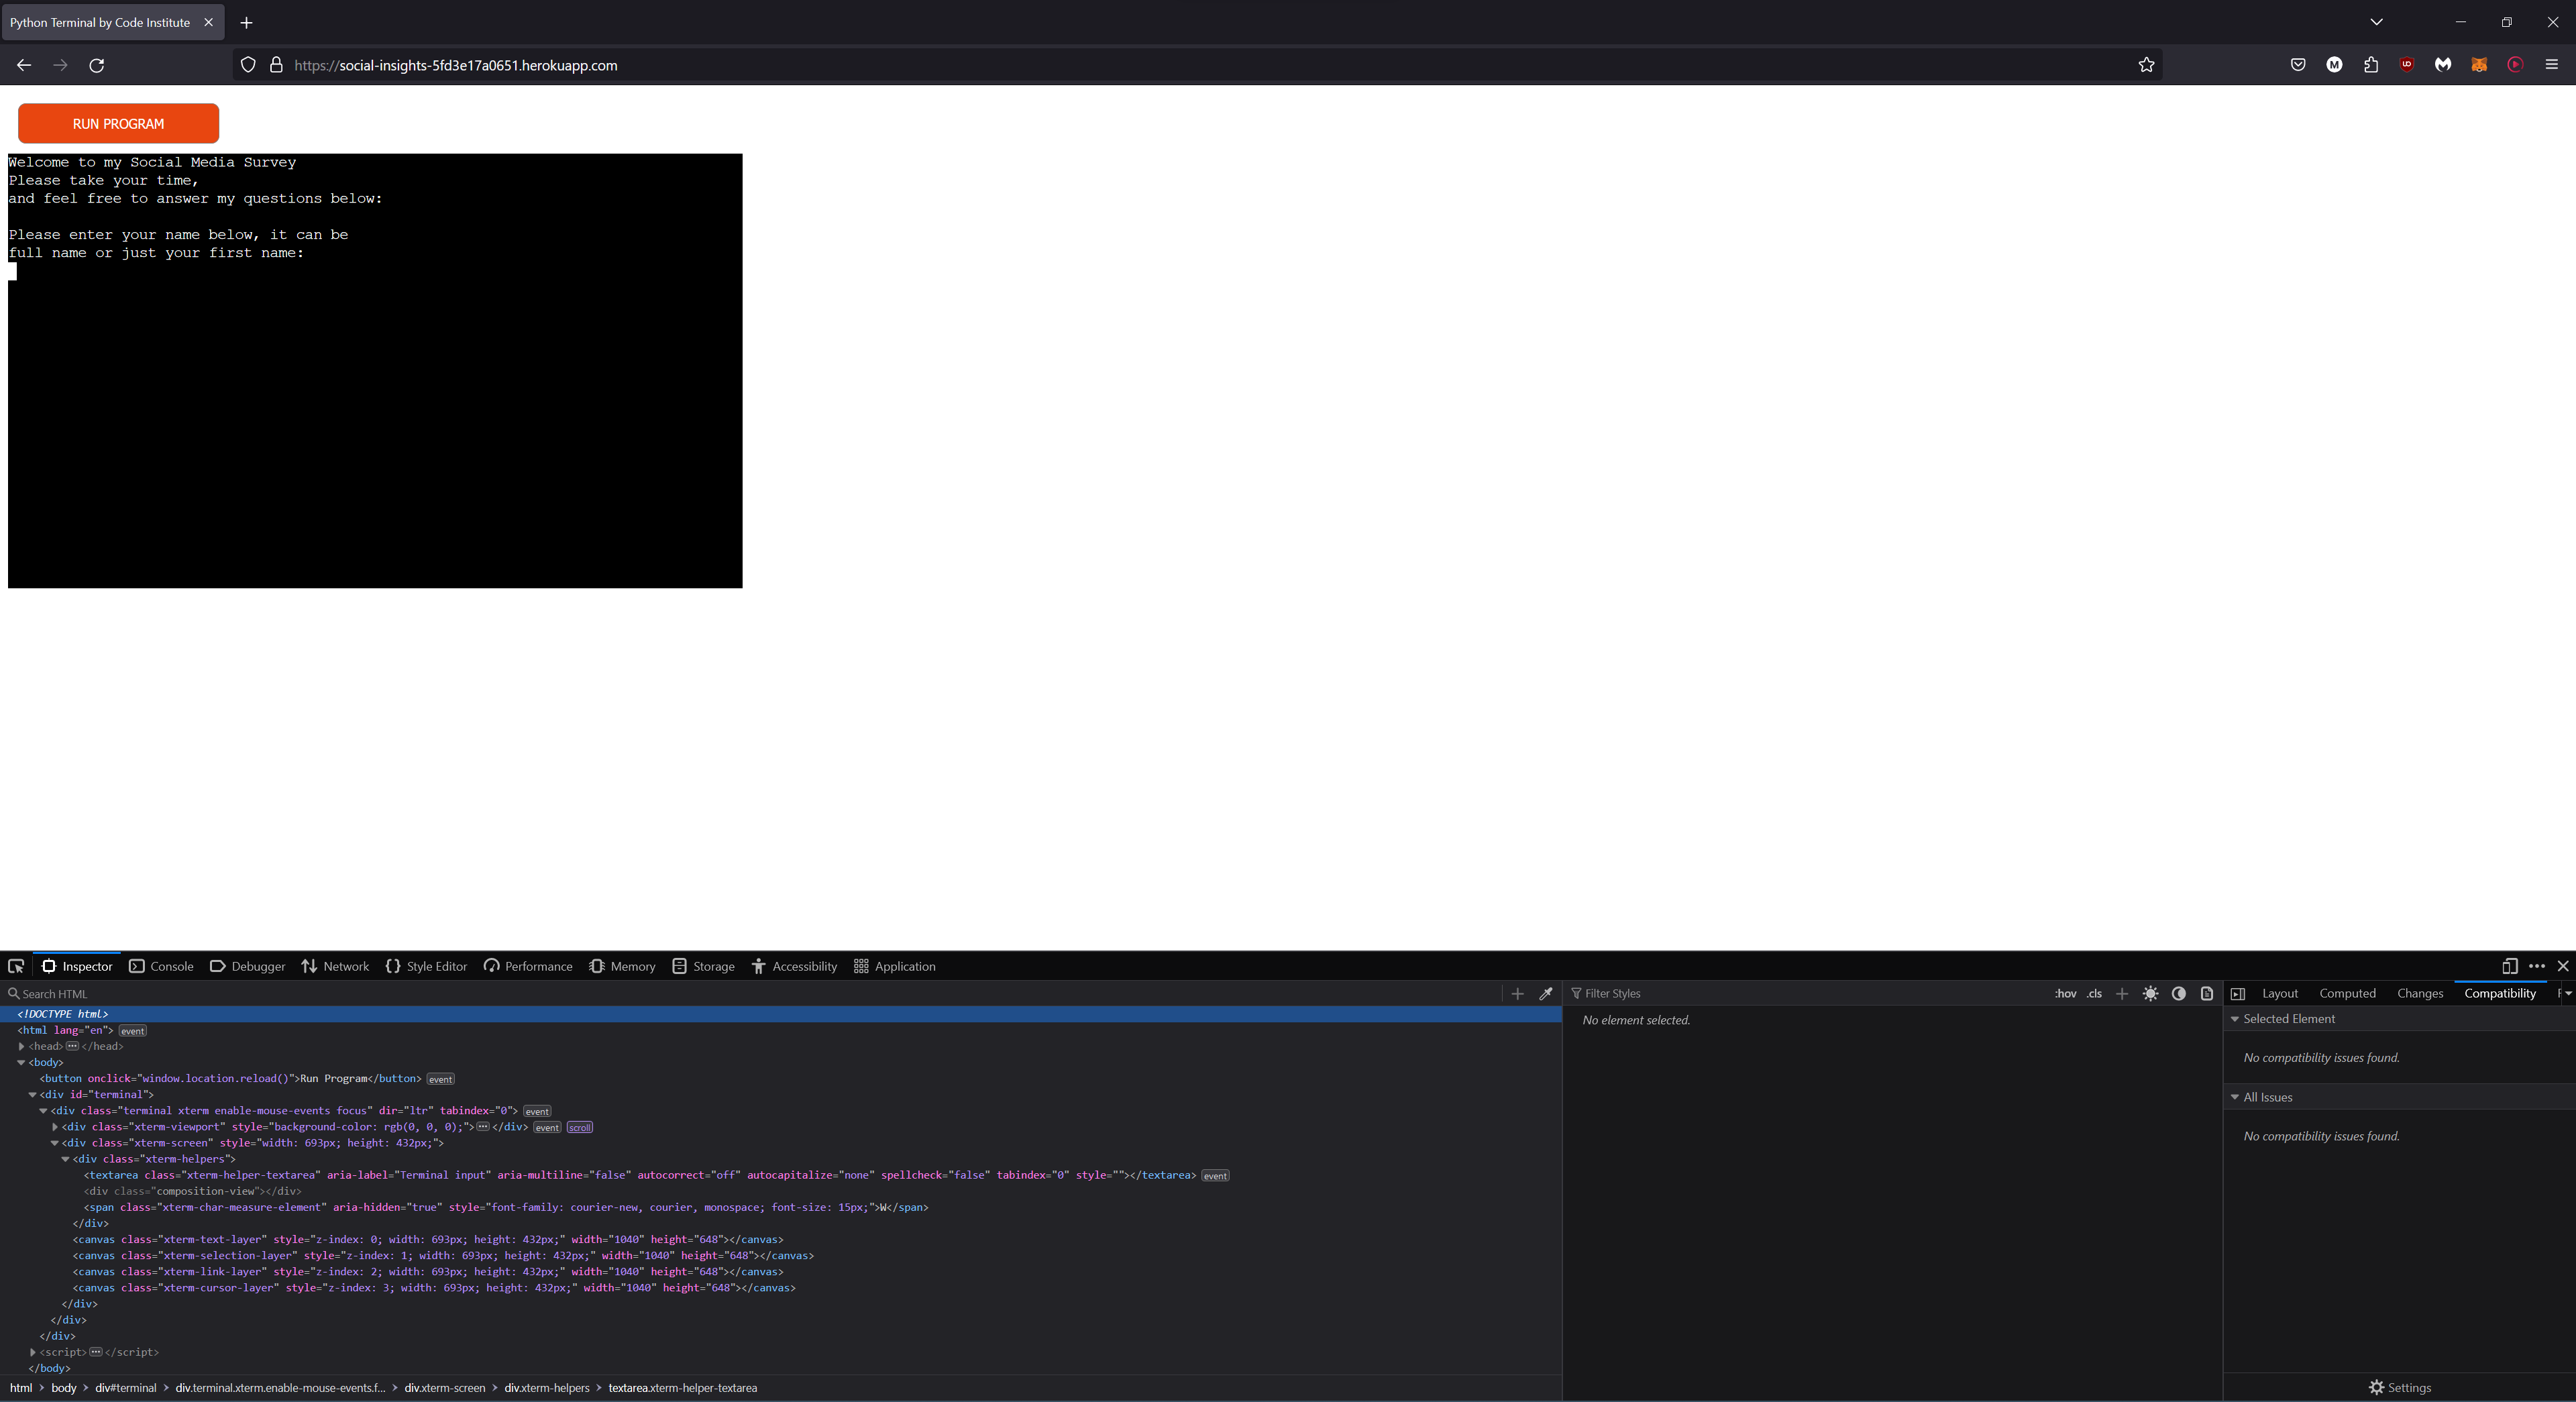 Python Terminal by Code Institute
https://social-insights-5fd3e17a0651.herokuapp.com
RUN PROGRAM
Welcome to my Social Media Survey
Please take your time,
and feel free to answer my questions below:
Please enter your name below, it can be
full name or just your first name:
Inspector Console Debugger Network Style Editor Performance Memory Storage Accessibility Application
Search HTML
<!DOCTYPE html>
<html lang="en"> event
<head> ··· </head>
<body>
<button onclick="window.location.reload()">Run Program</button> event
<div id="terminal">
<div class="terminal xterm enable-mouse-events focus" dir="ltr" tabindex="0"> event
<div class="xterm-viewport" style="background-color: rgb(0, 0, 0);"> ··· </div> event scroll
<div class="xterm-screen" style="width: 693px; height: 432px;">
<div class="xterm-helpers">
<textarea class="xterm-helper-textarea" aria-label="Terminal input" aria-multiline="false" autocorrect="off" autocapitalize="none" spellcheck="false" tabindex="0" style=""></textarea> event
<div class="composition-view"></div>
<span class="xterm-char-measure-element" aria-hidden="true" style="font-family: courier-new, courier, monospace; font-size: 15px;">W</span>
</div>
<canvas class="xterm-text-layer" style="z-index: 0; width: 693px; height: 432px;" width="1040" height="648"></canvas>
<canvas class="xterm-selection-layer" style="z-index: 1; width: 693px; height: 432px;" width="1040" height="648"></canvas>
<canvas class="xterm-link-layer" style="z-index: 2; width: 693px; height: 432px;" width="1040" height="648"></canvas>
<canvas class="xterm-cursor-layer" style="z-index: 3; width: 693px; height: 432px;" width="1040" height="648"></canvas>
</div>
</div>
</div>
<script> ··· </script>
</body>
html > body > div#terminal > div.terminal.xterm.enable-mouse-events.f... > div.xterm-screen > div.xterm-helpers > textarea.xterm-helper-textarea
Filter Styles :hov .cls
No element selected.
Layout Computed Changes Compatibility
Selected Element
No compatibility issues found.
All Issues
No compatibility issues found.
Settings